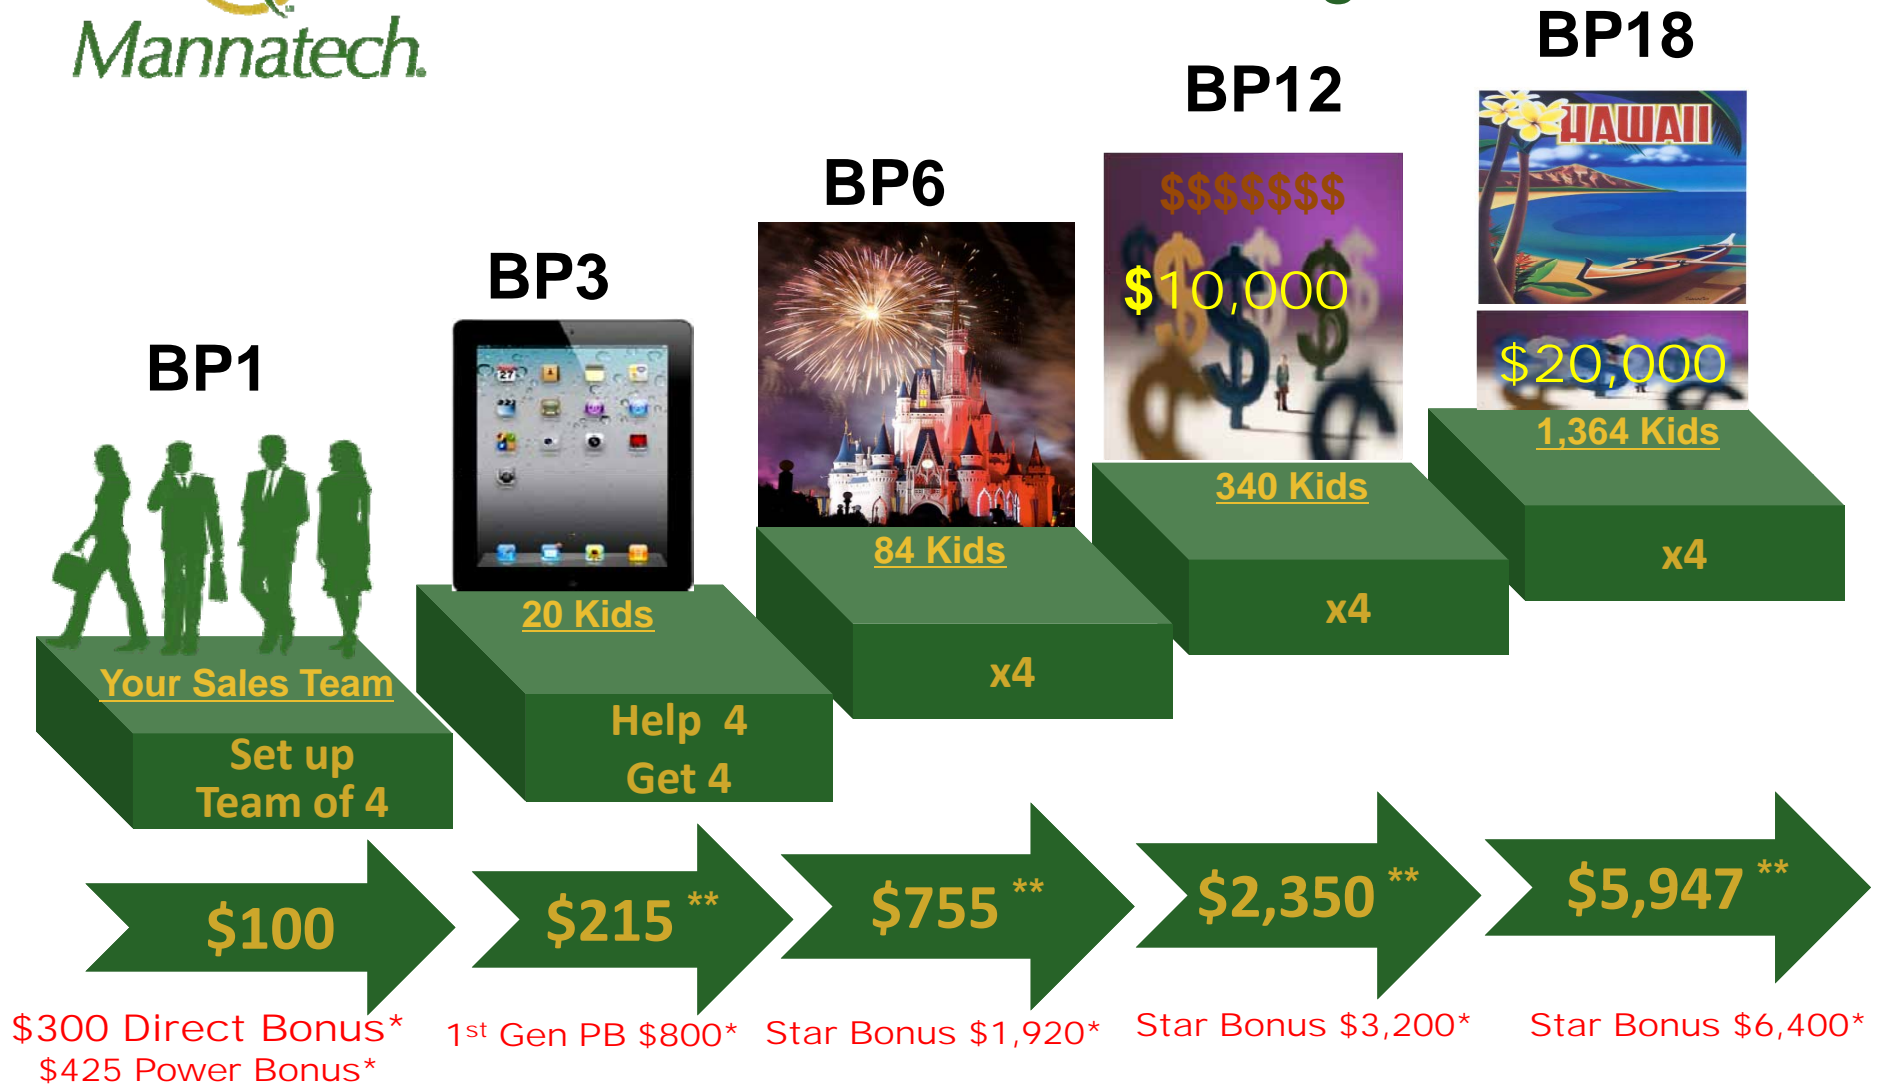 Mannatech.
BP1
BP3
BP6
BP12
BP18
HAWAII
$$$$$$$
$10,000
$20,000
Your Sales Team
20 Kids
84 Kids
340 Kids
1,364 Kids
Set up
Team of 4
Help 4
Get 4
x4
x4
x4
$100
$215 **
$755 **
$2,350 **
$5,947 **
$300 Direct Bonus*
$425 Power Bonus*
1st Gen PB $800*
Star Bonus $1,920*
Star Bonus $3,200*
Star Bonus $6,400*